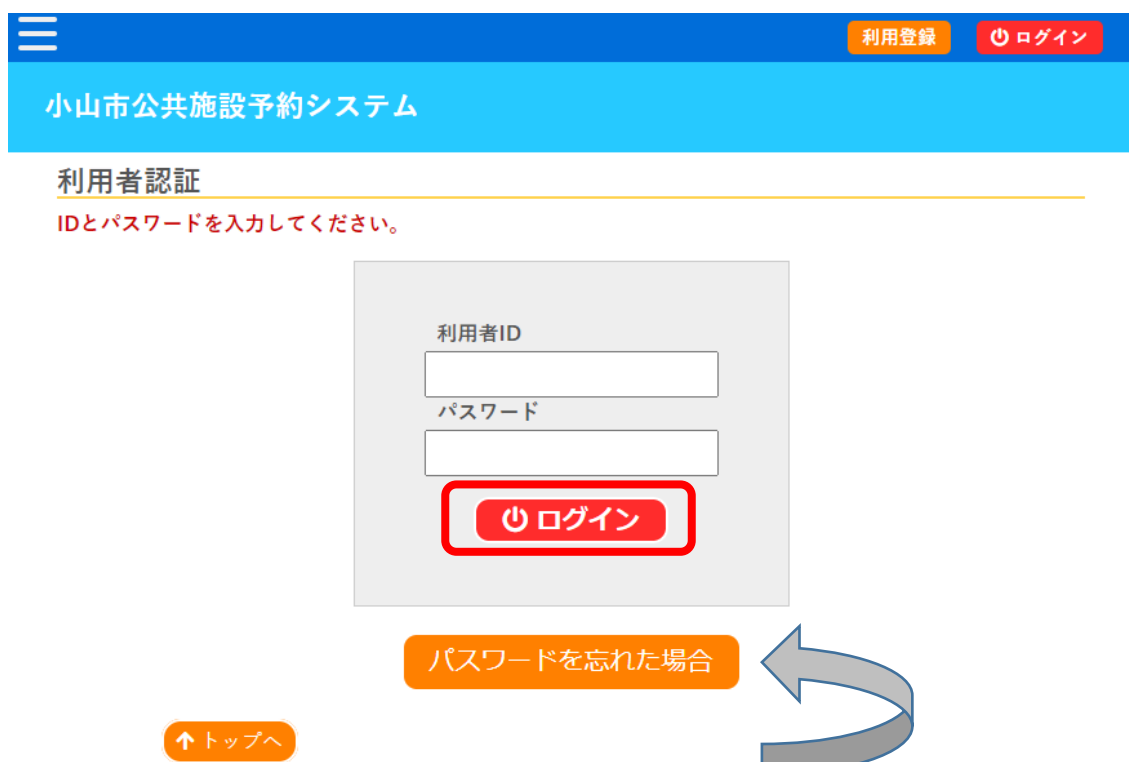 利用登録
ログイン
小山市公共施設予約システム
利用者認証
IDとパスワードを入力してください。
利用者ID
パスワード
ログイン
パスワードを忘れた場合
トップへ